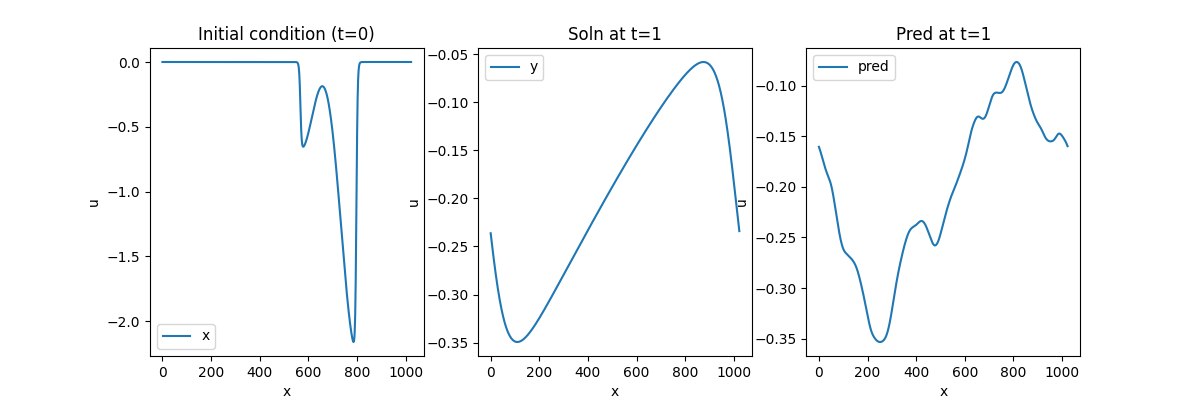 Initial condition (t=0)
0.0
−0.5
−1.0
−1.5
−2.0
u
x
0 200 400 600 800 1000
x
Soln at t=1
y
−0.05
−0.10
−0.15
−0.20
−0.25
−0.30
−0.35
u
0 200 400 600 800 1000
x
Pred at t=1
pred
−0.10
−0.15
−0.20
−0.25
−0.30
−0.35
u
0 200 400 600 800 1000
x